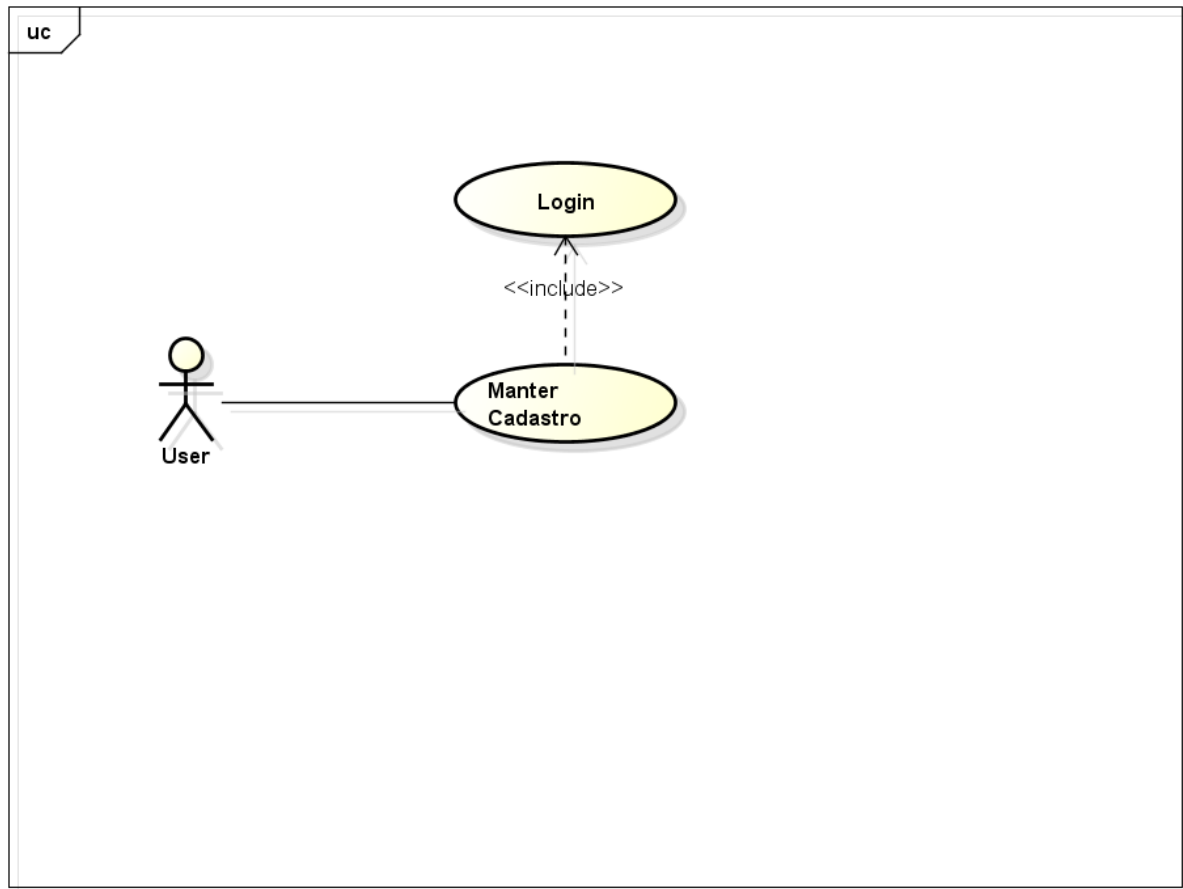 uc
Login
<<include>>
Manter
Cadastro
User